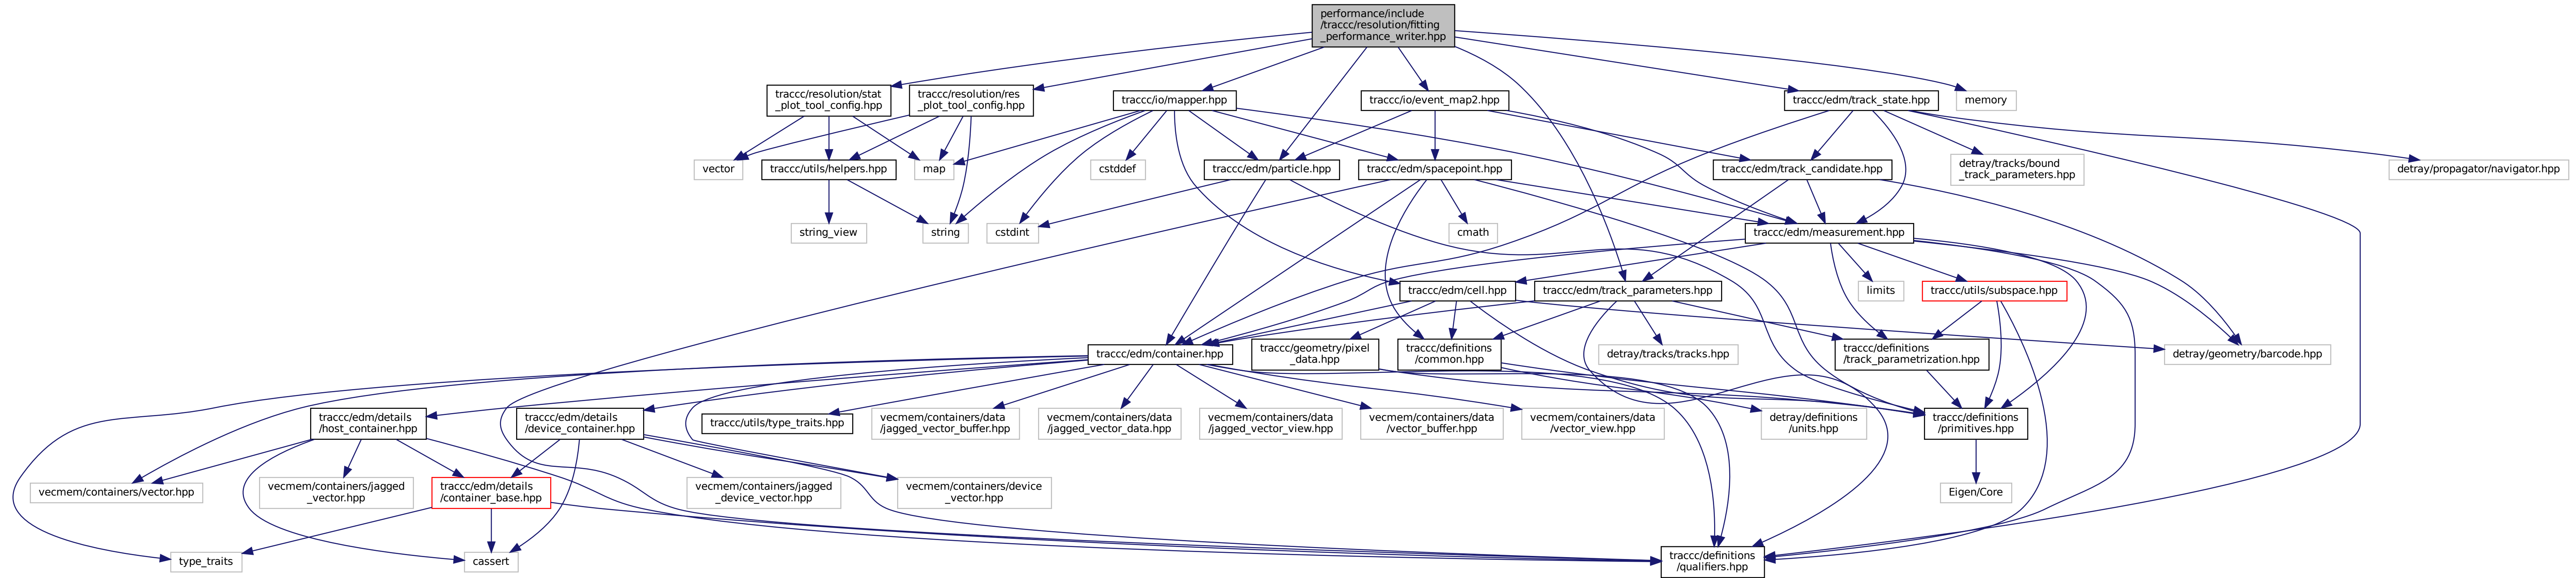 performance/include
/traccc/resolution/fitting
_performance_writer.hpp
traccc/resolution/stat
_plot_tool_config.hpp
traccc/resolution/res
_plot_tool_config.hpp
traccc/io/mapper.hpp
traccc/io/event_map2.hpp
traccc/edm/track_state.hpp
memory
vector
traccc/utils/helpers.hpp
map
cstddef
traccc/edm/particle.hpp
traccc/edm/spacepoint.hpp
traccc/edm/track_candidate.hpp
detray/tracks/bound
_track_parameters.hpp
detray/propagator/navigator.hpp
string_view
string
cstdint
cmath
traccc/edm/measurement.hpp
traccc/edm/cell.hpp
traccc/edm/track_parameters.hpp
limits
traccc/utils/subspace.hpp
traccc/edm/container.hpp
traccc/geometry/pixel
_data.hpp
traccc/definitions
/common.hpp
detray/tracks/tracks.hpp
traccc/definitions
/track_parametrization.hpp
detray/geometry/barcode.hpp
traccc/edm/details
/host_container.hpp
traccc/edm/details
/device_container.hpp
traccc/utils/type_traits.hpp
vecmem/containers/data
/jagged_vector_buffer.hpp
vecmem/containers/data
/jagged_vector_data.hpp
vecmem/containers/data
/jagged_vector_view.hpp
vecmem/containers/data
/vector_buffer.hpp
vecmem/containers/data
/vector_view.hpp
detray/definitions
/units.hpp
traccc/definitions
/primitives.hpp
vecmem/containers/vector.hpp
vecmem/containers/jagged
_vector.hpp
traccc/edm/details
/container_base.hpp
vecmem/containers/jagged
_device_vector.hpp
vecmem/containers/device
_vector.hpp
Eigen/Core
type_traits
cassert
traccc/definitions
/qualifiers.hpp